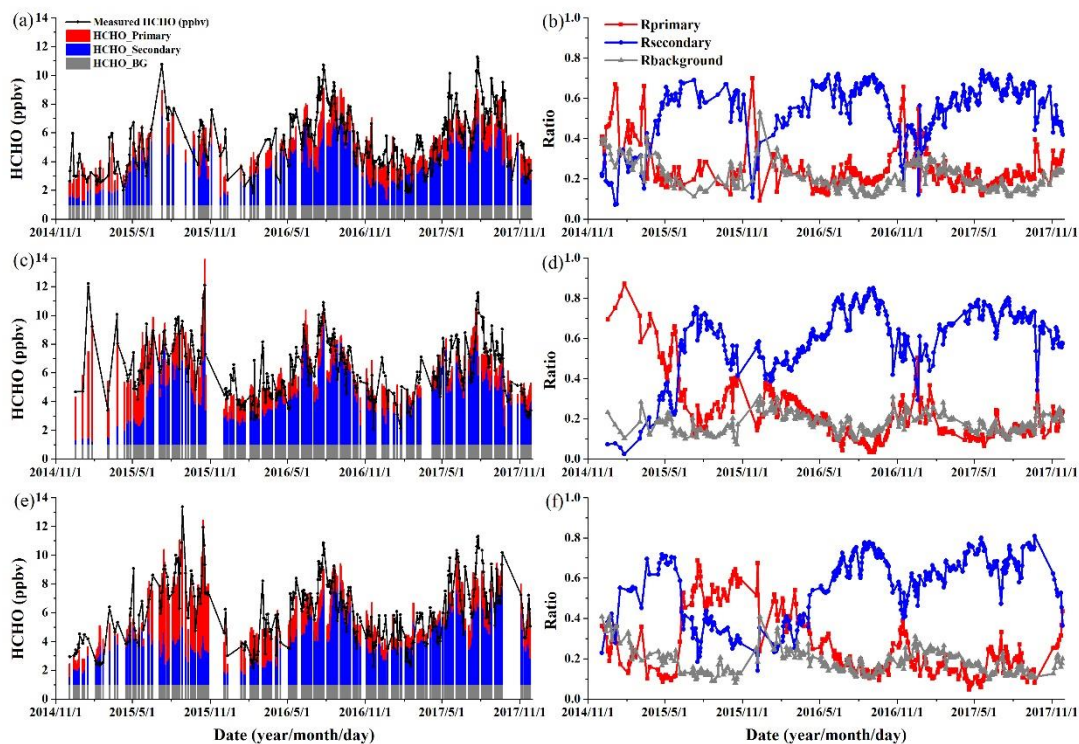 (a)
14
12
10
8
6
4
2
0
HCHO (ppbv)
Measured HCHO (ppbv)
HCHO_Primary
HCHO_Secondary
HCHO_BG
2014/11/1 2015/5/1 2015/11/1 2016/5/1 2016/11/1 2017/5/1 2017/11/1
(b)
1.0
0.8
0.6
0.4
0.2
0.0
Ratio
Rprimary
Rsecondary
Rbackground
2014/11/1 2015/5/1 2015/11/1 2016/5/1 2016/11/1 2017/5/1 2017/11/1
(c)
14
12
10
8
6
4
2
0
HCHO (ppbv)
2014/11/1 2015/5/1 2015/11/1 2016/5/1 2016/11/1 2017/5/1 2017/11/1
(d)
1.0
0.8
0.6
0.4
0.2
0.0
Ratio
2014/11/1 2015/5/1 2015/11/1 2016/5/1 2016/11/1 2017/5/1 2017/11/1
(e)
14
12
10
8
6
4
2
0
HCHO (ppbv)
2014/11/1 2015/5/1 2015/11/1 2016/5/1 2016/11/1 2017/5/1 2017/11/1
Date (year/month/day)
(f)
1.0
0.8
0.6
0.4
0.2
0.0
Ratio
2014/11/1 2015/5/1 2015/11/1 2016/5/1 2016/11/1 2017/5/1 2017/11/1
Date (year/month/day)